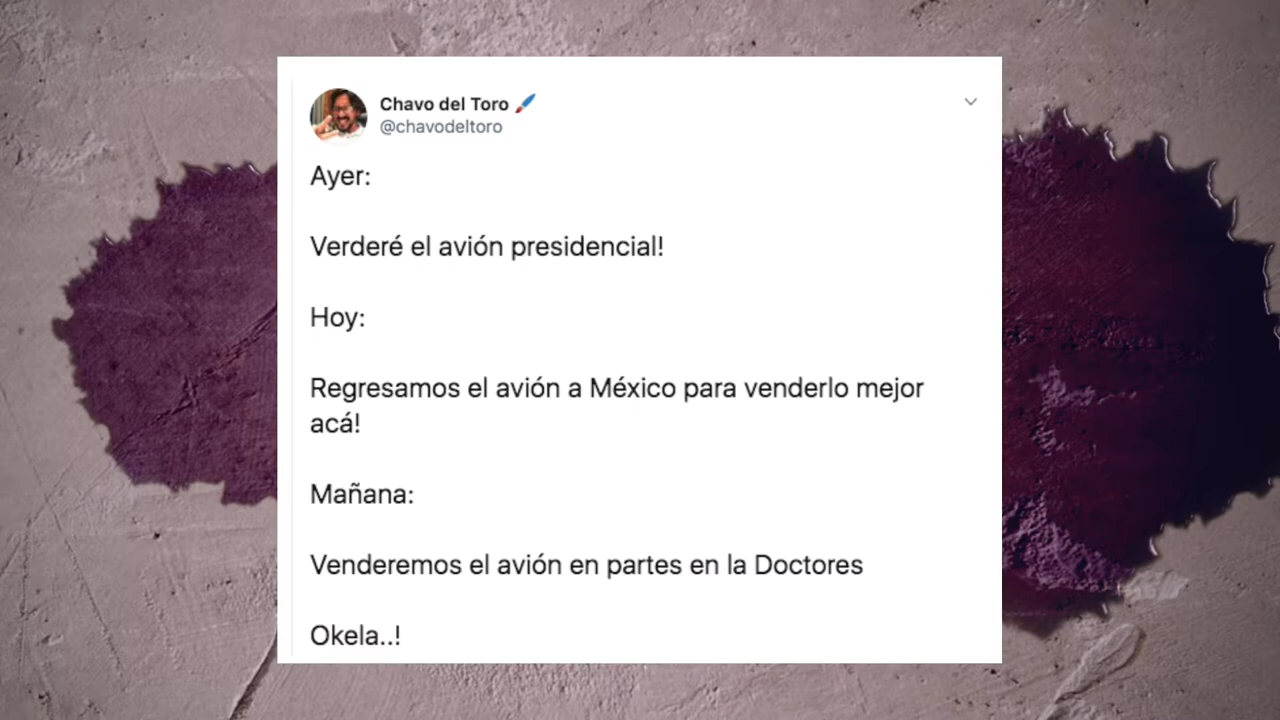 Chavo del Toro 🖌️
@chavodeltoro
Ayer:
Verderé el avión presidencial!
Hoy:
Regresamos el avión a México para venderlo mejor
acá!
Mañana:
Venderemos el avión en partes en la Doctores
Okela..!